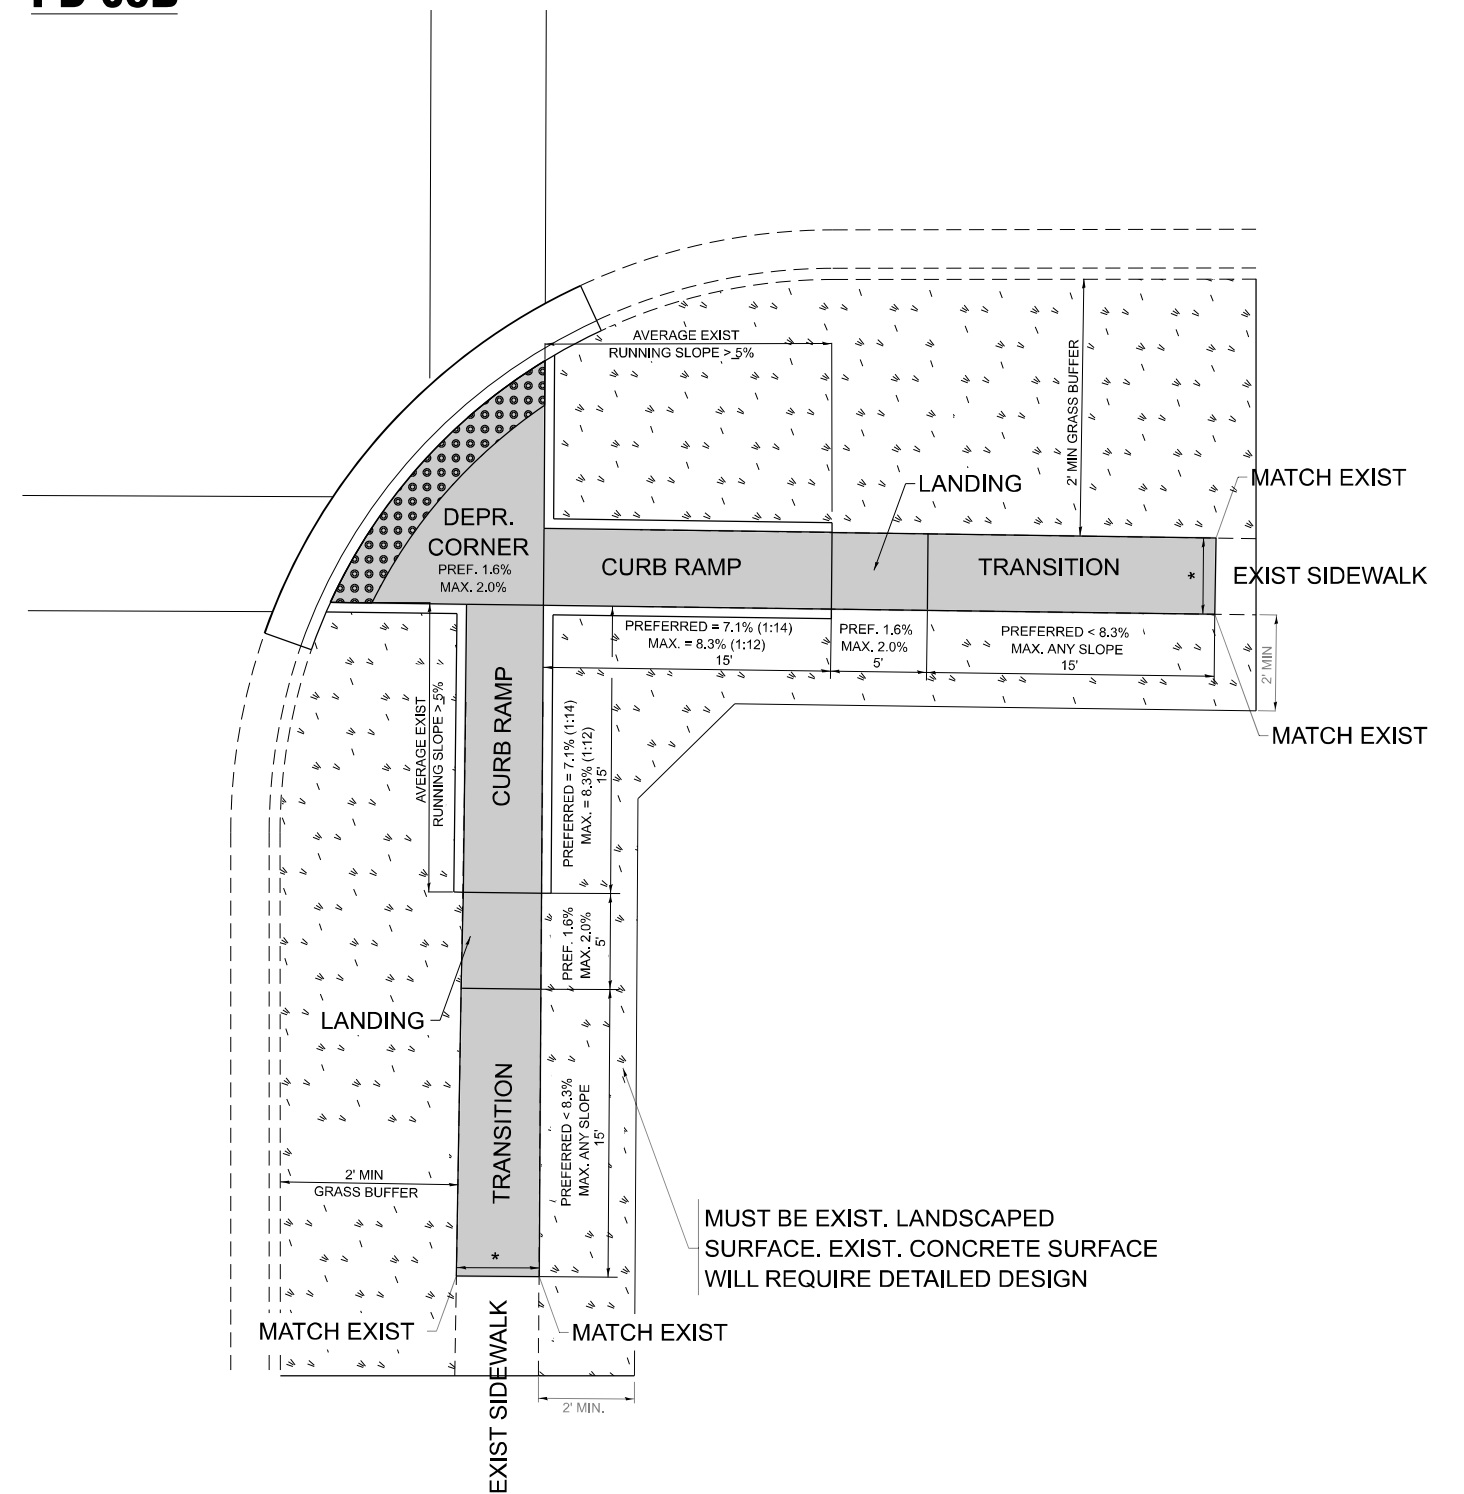 AVERAGE EXIST
RUNNING SLOPE > 5%
2' MIN GRASS BUFFER
LANDING
MATCH EXIST
DEPR.
CORNER
PREF. 1.6%
MAX. 2.0%
CURB RAMP
TRANSITION
*
EXIST SIDEWALK
PREFERRED = 7.1% (1:14)
MAX. = 8.3% (1:12)
15'
PREF. 1.6%
MAX. 2.0%
5'
PREFERRED < 8.3%
MAX. ANY SLOPE
15'
2' MIN
MATCH EXIST
AVERAGE EXIST
RUNNING SLOPE > 5%
CURB RAMP
PREFERRED = 7.1% (1:14)
MAX. = 8.3% (1:12)
15'
PREF. 1.6%
MAX. 2.0%
5'
LANDING
TRANSITION
PREFERRED < 8.3%
MAX. ANY SLOPE
15'
2' MIN
GRASS BUFFER
MUST BE EXIST. LANDSCAPED
SURFACE. EXIST. CONCRETE SURFACE
WILL REQUIRE DETAILED DESIGN
*
MATCH EXIST
MATCH EXIST
EXIST SIDEWALK
2' MIN.